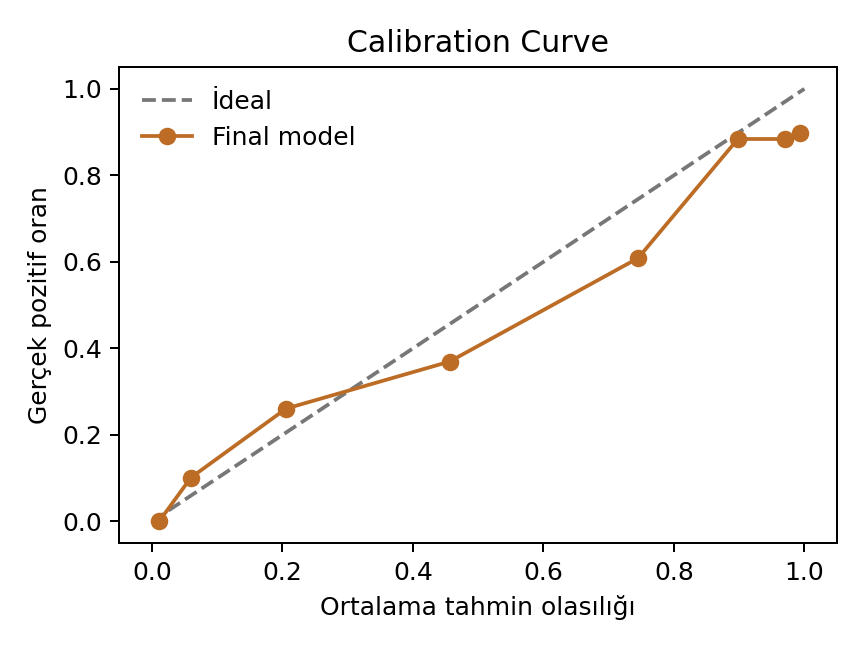 Calibration Curve
İdeal
Final model
Gerçek pozitif oran
1.0
0.8
0.6
0.4
0.2
0.0
0.0 0.2 0.4 0.6 0.8 1.0
Ortalama tahmin olasılığı